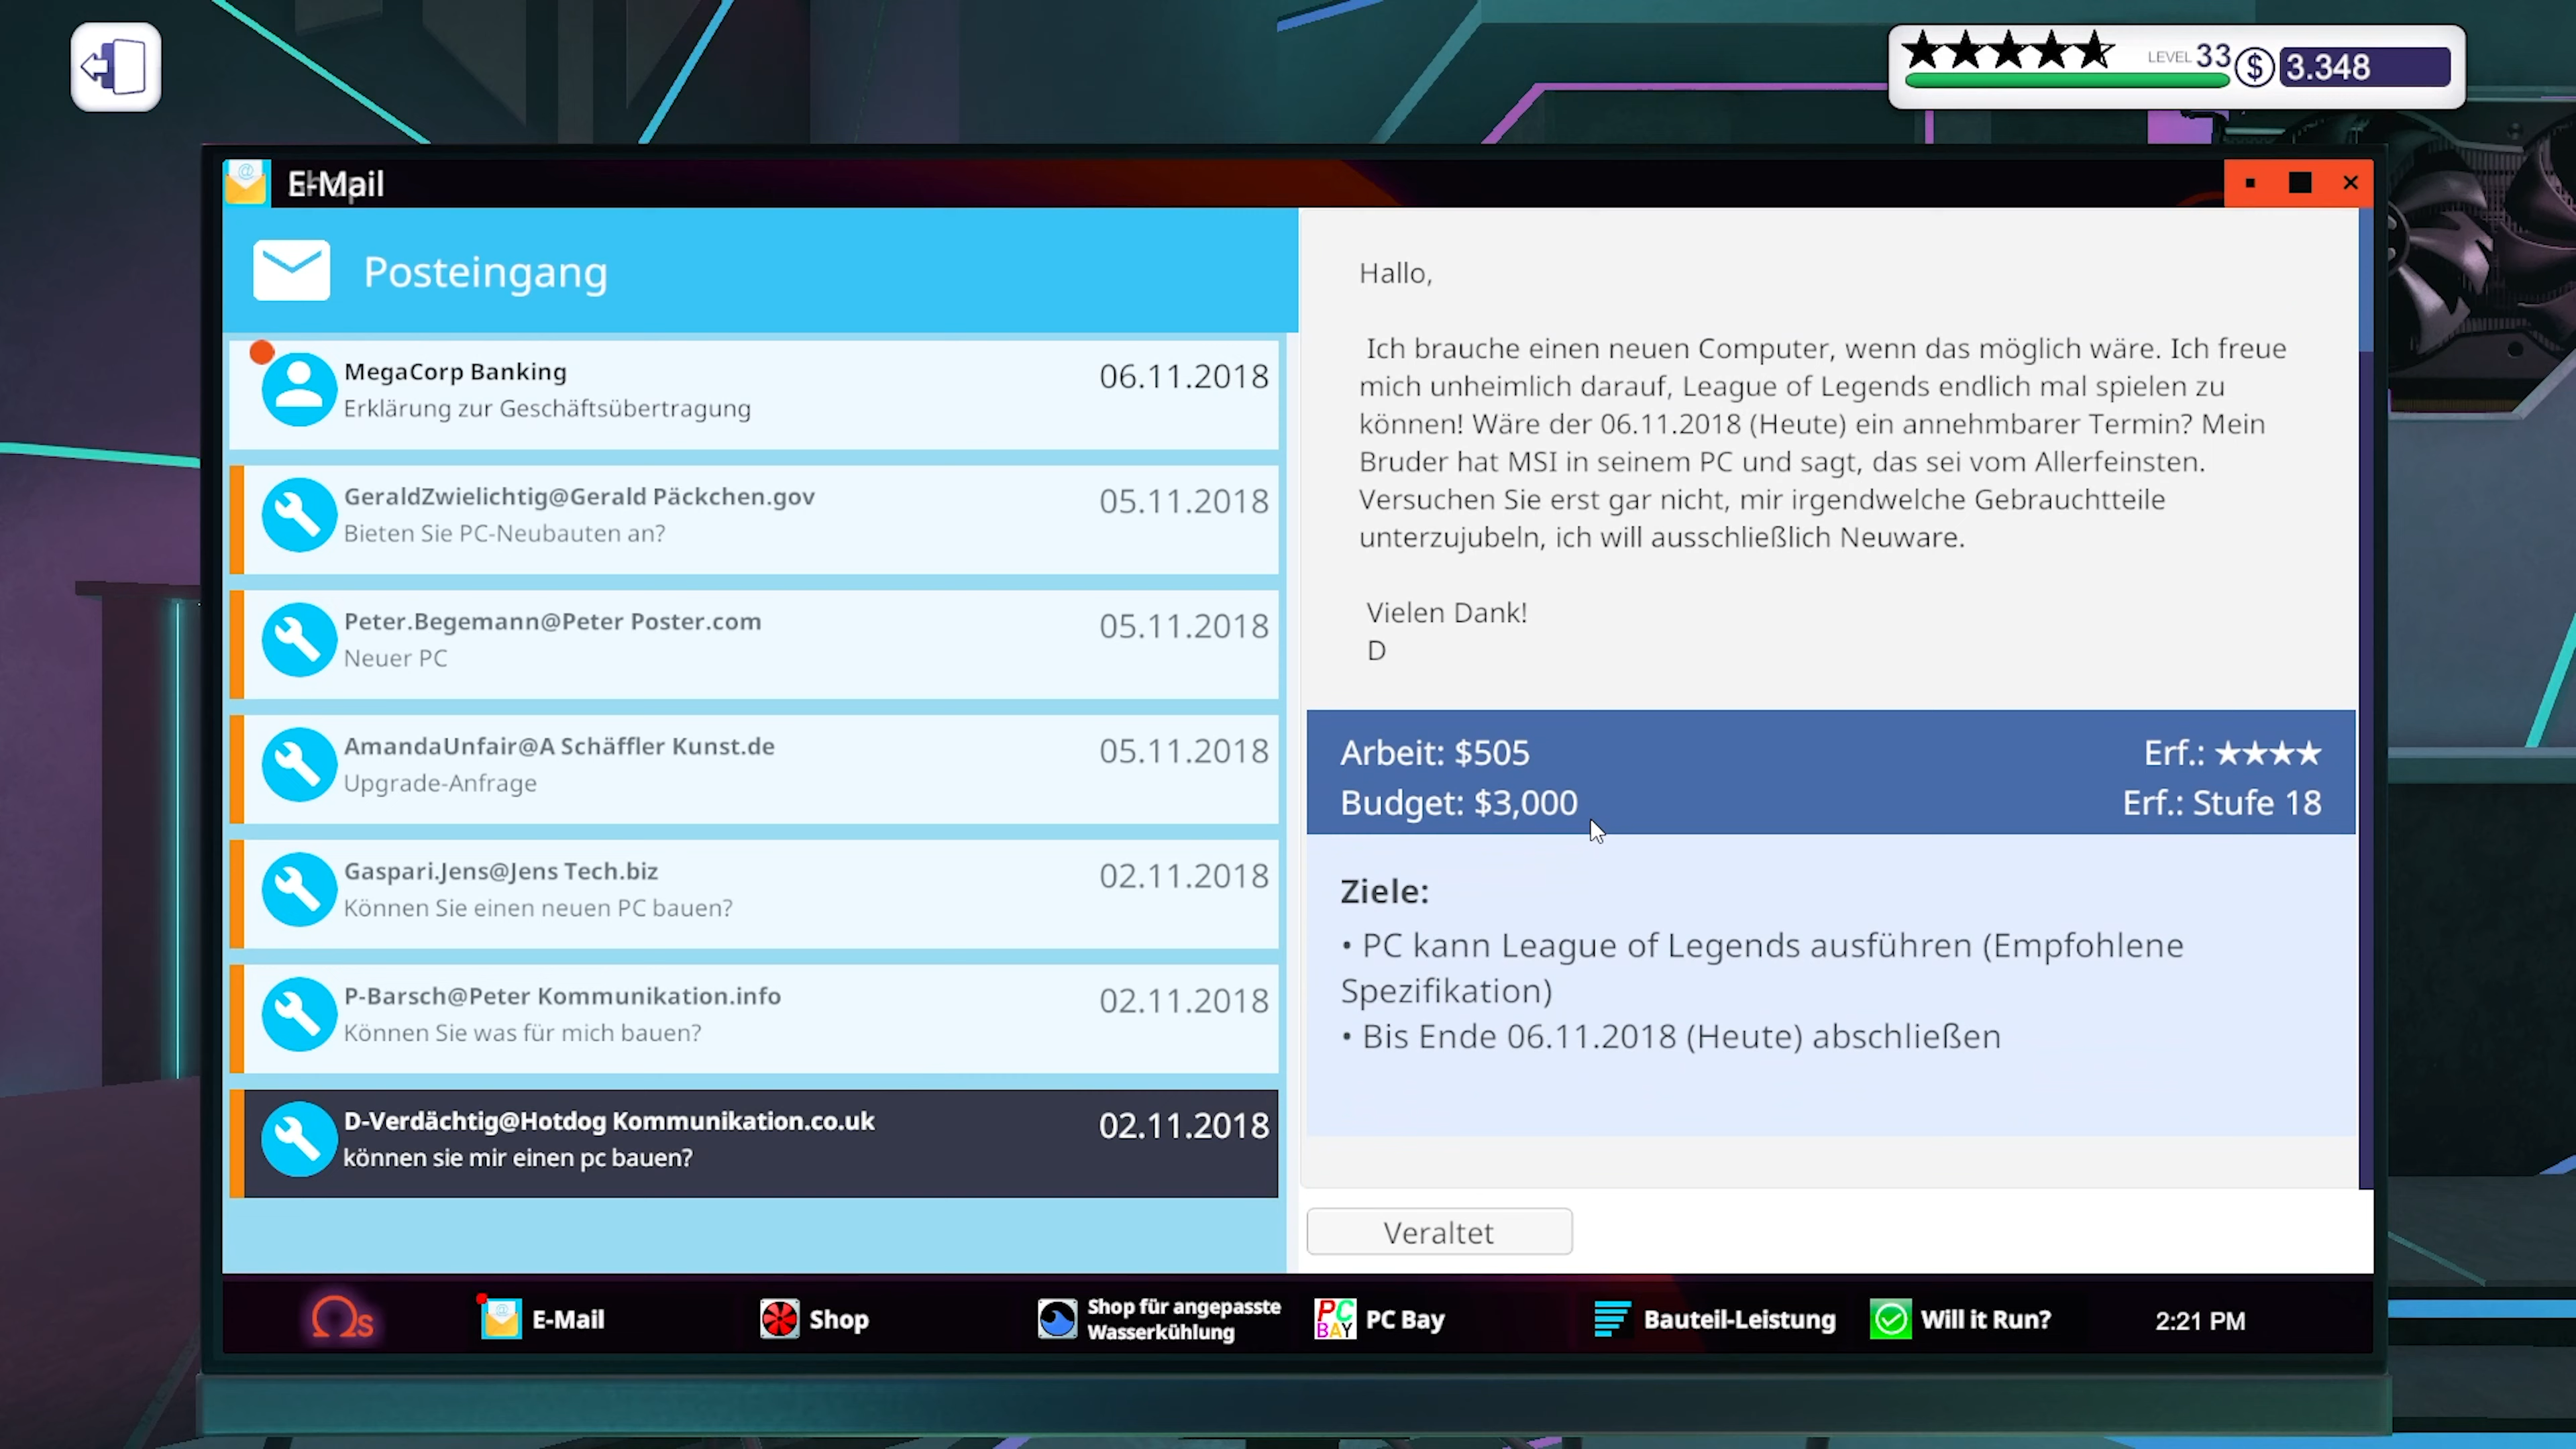 LEVEL 33
$ 3.348
E-Mail
Posteingang
MegaCorp Banking
06.11.2018
Erklärung zur Geschäftsübertragung
GeraldZwielichtig@Gerald Päckchen.gov
05.11.2018
Bieten Sie PC-Neubauten an?
Peter.Begemann@Peter Poster.com
05.11.2018
Neuer PC
AmandaUnfair@A Schäffler Kunst.de
05.11.2018
Upgrade-Anfrage
Gaspari.Jens@Jens Tech.biz
02.11.2018
Können Sie einen neuen PC bauen?
P-Barsch@Peter Kommunikation.info
02.11.2018
Können Sie was für mich bauen?
D-Verdächtig@Hotdog Kommunikation.co.uk
02.11.2018
können sie mir einen pc bauen?
Hallo,
Ich brauche einen neuen Computer, wenn das möglich wäre. Ich freue
mich unheimlich darauf, League of Legends endlich mal spielen zu
können! Wäre der 06.11.2018 (Heute) ein annehmbarer Termin? Mein
Bruder hat MSI in seinem PC und sagt, das sei vom Allerfeinsten.
Versuchen Sie erst gar nicht, mir irgendwelche Gebrauchtteile
unterzujubeln, ich will ausschließlich Neuware.
Vielen Dank!
D
Arbeit: $505
Erf.: ★★★★
Budget: $3,000
Erf.: Stufe 18
Ziele:
• PC kann League of Legends ausführen (Empfohlene
Spezifikation)
• Bis Ende 06.11.2018 (Heute) abschließen
Veraltet
Ωs
E-Mail
Shop
Shop für angepasste
Wasserkühlung
PC
BAY
PC Bay
Bauteil-Leistung
Will it Run?
2:21 PM